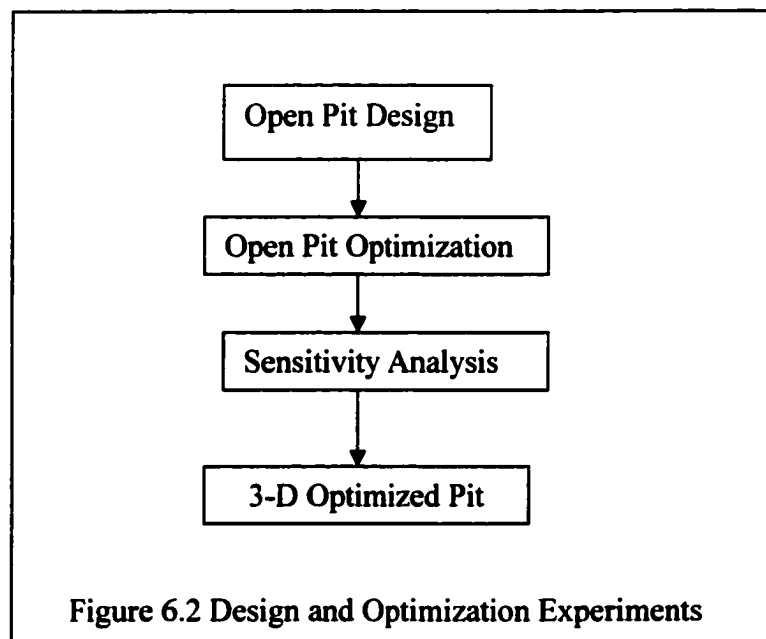 Open Pit Design
Open Pit Optimization
Sensitivity Analysis
3-D Optimized Pit
Figure 6.2 Design and Optimization Experiments